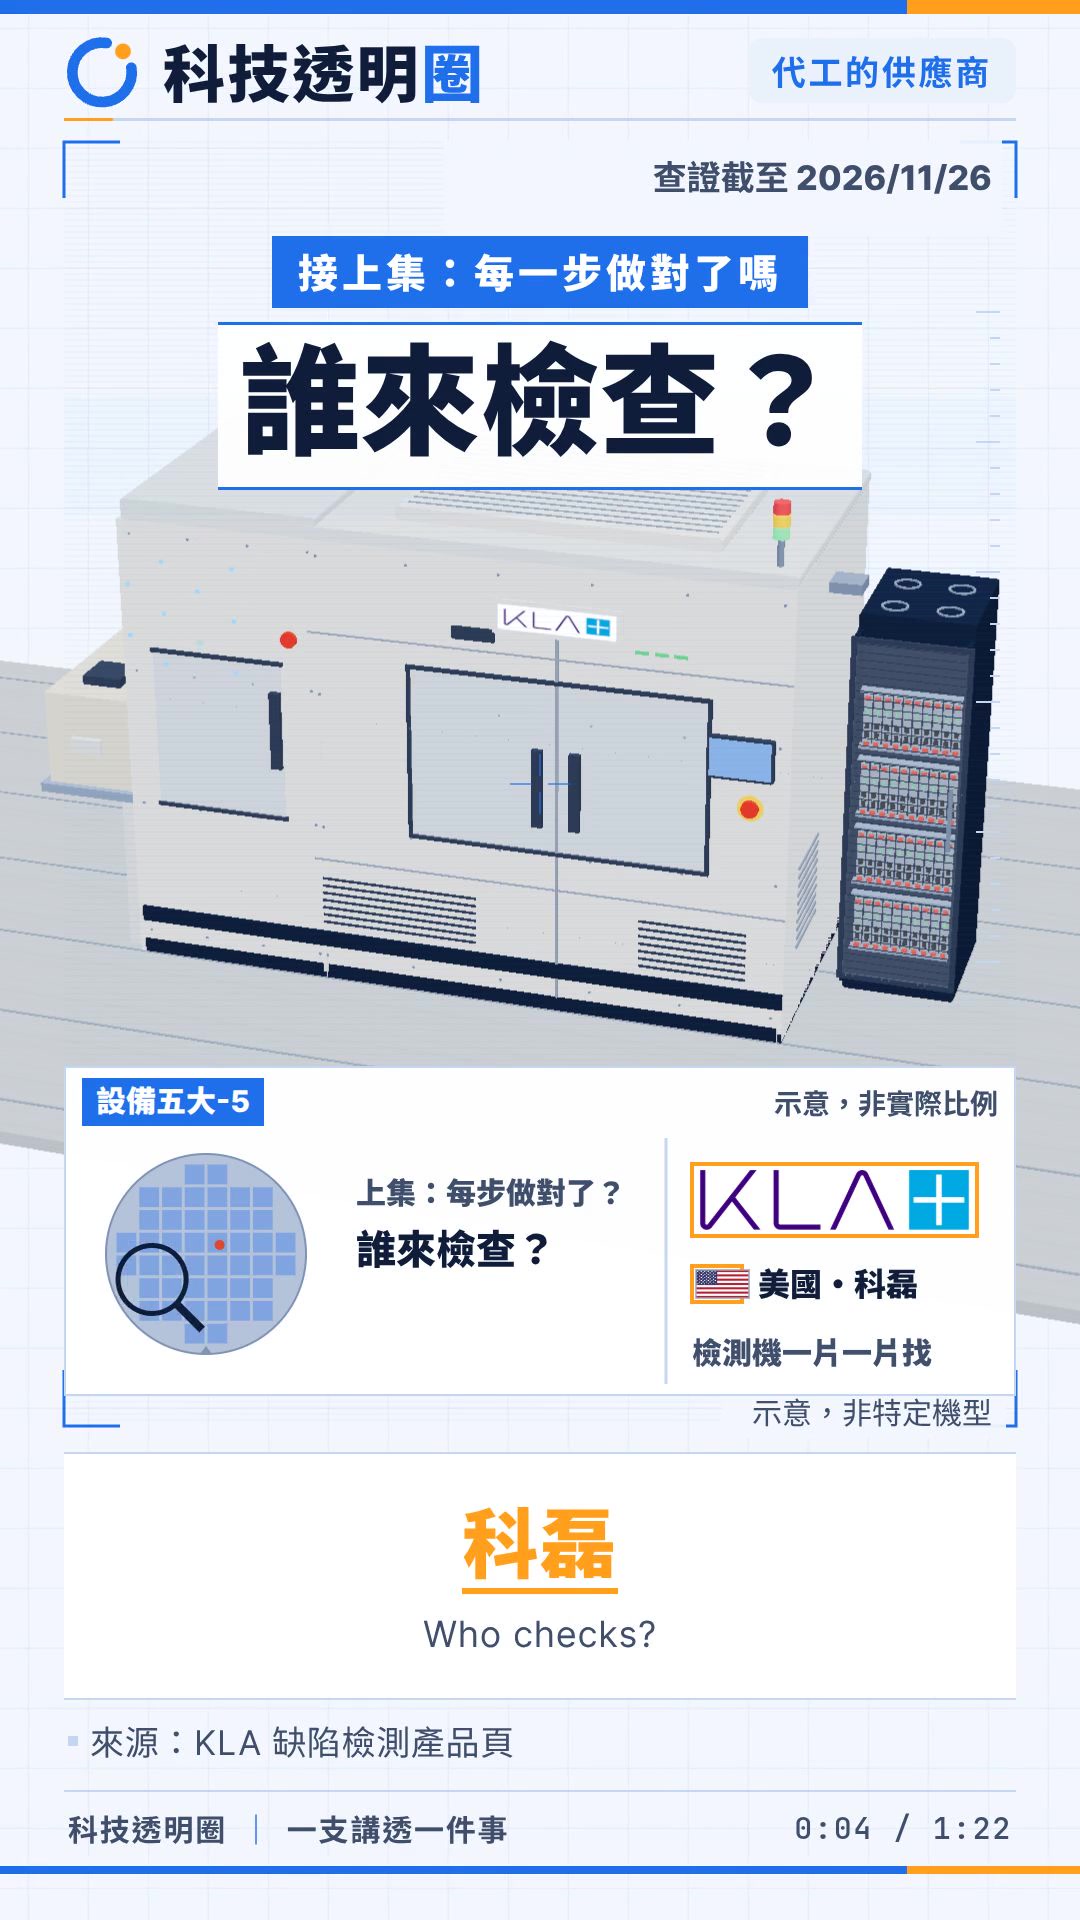 科技透明圈
代工的供應商
查證截至 2026/11/26
接上集：每一步做對了嗎
誰來檢查？
KLA
設備五大-5
示意，非實際比例
上集：每步做對了？
誰來檢查？
KLA
美國・科磊
檢測機一片一片找
示意，非特定機型
科磊
Who checks?
來源：KLA 缺陷檢測產品頁
科技透明圈｜一支講透一件事
0:04 / 1:22